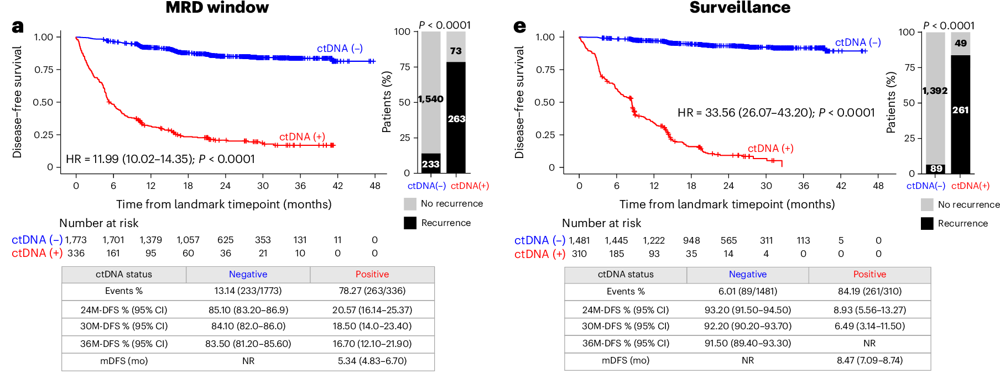 MRD window
a
1.00
0.75
0.50
0.25
0
Disease–free survival
ctDNA (–)
ctDNA (+)
HR = 11.99 (10.02–14.35); P < 0.0001
0 6 12 18 24 30 36 42 48
Time from landmark timepoint (months)
P < 0.0001
100
75
50
25
0
Patients (%)
73
1,540
263
233
ctDNA(–) ctDNA(+)
No recurrence
Recurrence
Number at risk
ctDNA (–) 1,773 1,701 1,379 1,057 625 353 131 11 0
ctDNA (+) 336 161 95 60 36 21 10 0 0
ctDNA status Negative Positive
Events % 13.14 (233/1773) 78.27 (263/336)
24M-DFS % (95% CI) 85.10 (83.20–86.9) 20.57 (16.14–25.37)
30M-DFS % (95% CI) 84.10 (82.0–86.0) 18.50 (14.0–23.40)
36M-DFS % (95% CI) 83.50 (81.20–85.60) 16.70 (12.10–21.90)
mDFS (mo) NR 5.34 (4.83–6.70)
Surveillance
e
1.00
0.75
0.50
0.25
0
Disease–free survival
ctDNA (–)
HR = 33.56 (26.07–43.20); P < 0.0001
ctDNA (+)
0 6 12 18 24 30 36 42 48
Time from landmark timepoint (months)
P < 0.0001
100
75
50
25
0
Patients (%)
49
1,392
261
89
ctDNA(–) ctDNA(+)
No recurrence
Recurrence
Number at risk
ctDNA (–) 1,481 1,445 1,222 948 565 311 113 5 0
ctDNA (+) 310 185 93 35 14 4 0 0 0
ctDNA status Negative Positive
Events % 6.01 (89/1481) 84.19 (261/310)
24M-DFS % (95% CI) 93.20 (91.50–94.50) 8.93 (5.56–13.27)
30M-DFS % (95% CI) 92.20 (90.20–93.70) 6.49 (3.14–11.50)
36M-DFS % (95% CI) 91.50 (89.40–93.30) NR
mDFS (mo) NR 8.47 (7.09–8.74)